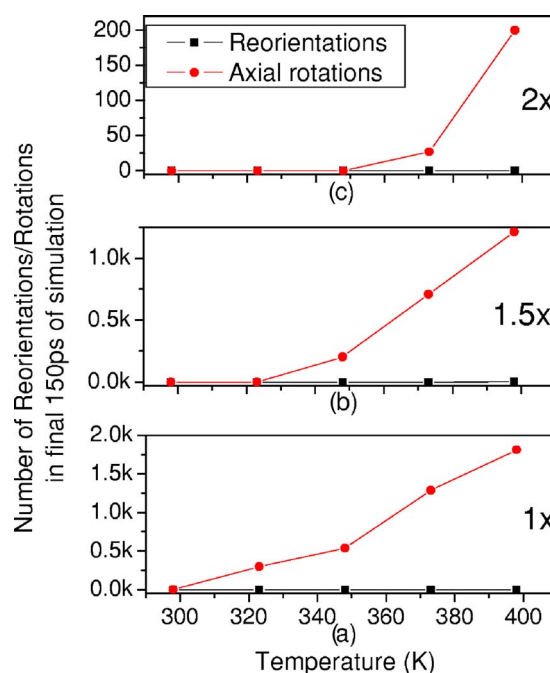 Number of Reorientations/Rotations
in final 150ps of simulation
200
150
100
50
0
Reorientations
Axial rotations
2x
(c)
1.0k
0.5k
0.0k
1.5x
(b)
2.0k
1.5k
1.0k
0.5k
0.0k
1x
300 320 340 360 380 400
(a)
Temperature (K)